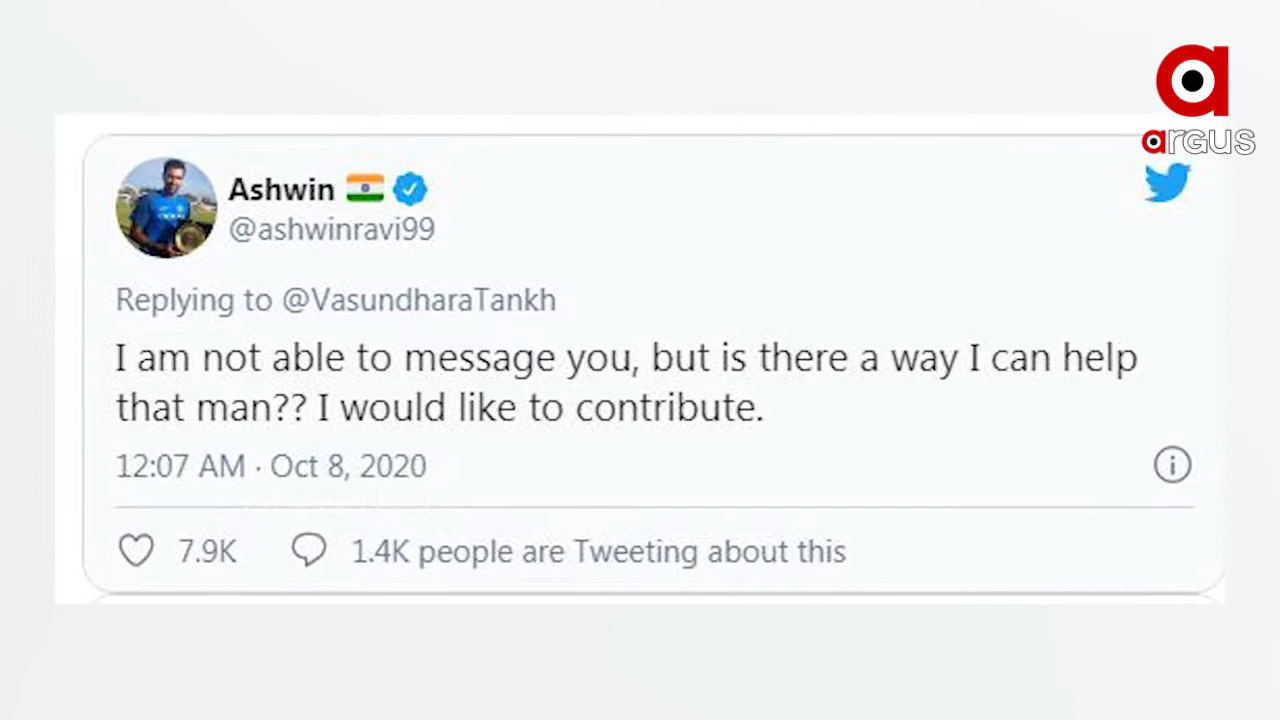 argus
Ashwin 🇮🇳
@ashwinravi99
Replying to @VasundharaTankh
I am not able to message you, but is there a way I can help
that man?? I would like to contribute.
12:07 AM · Oct 8, 2020
7.9K 1.4K people are Tweeting about this